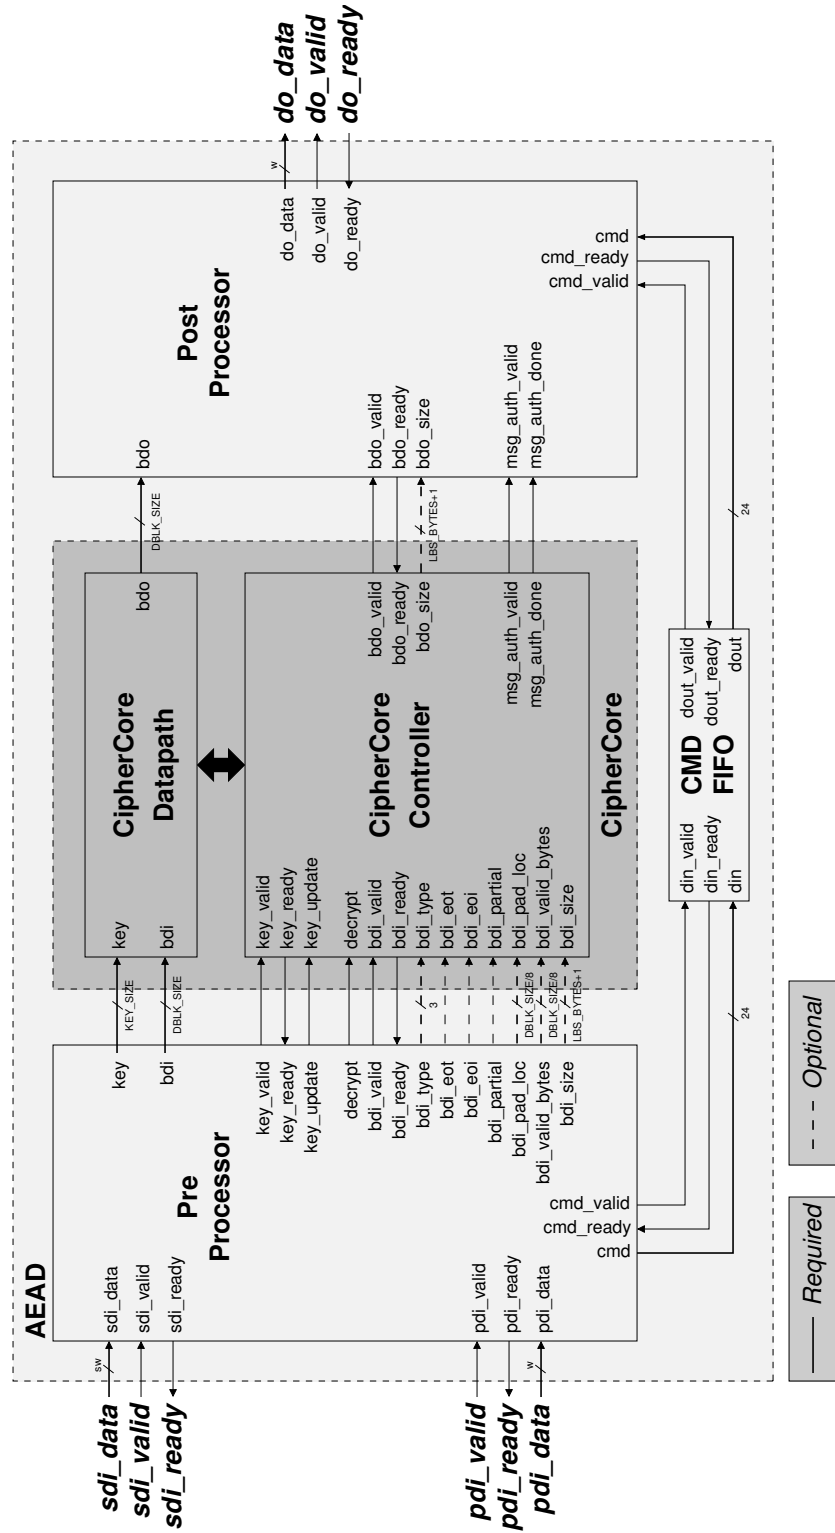 AEAD
sdi_data
sdi_valid
sdi_ready
pdi_valid
pdi_ready
pdi_data
sw
w
sdi_data
sdi_valid
sdi_ready
pdi_valid
pdi_ready
pdi_data
Pre
Processor
key
bdi
key_valid
key_ready
key_update
decrypt
bdi_valid
bdi_ready
bdi_type
bdi_eot
bdi_eoi
bdi_partial
bdi_pad_loc
bdi_valid_bytes
bdi_size
cmd_valid
cmd_ready
cmd
KEY_SIZE
DBLK_SIZE
3
DBLK_SIZE/8
DBLK_SIZE/8
LBS_BYTES+1
24
key
bdi
CipherCore
Datapath
bdo
key_valid
key_ready
key_update
decrypt
bdi_valid
bdi_ready
bdi_type
bdi_eot
bdi_eoi
bdi_partial
bdi_pad_loc
bdi_valid_bytes
bdi_size
CipherCore
Controller
bdo_valid
bdo_ready
bdo_size
msg_auth_valid
msg_auth_done
CipherCore
din_valid
din_ready
din
CMD
FIFO
dout_valid
dout_ready
dout
DBLK_SIZE
LBS_BYTES+1
24
bdo
bdo_valid
bdo_ready
bdo_size
msg_auth_valid
msg_auth_done
Post
Processor
cmd_valid
cmd_ready
cmd
do_data
do_valid
do_ready
w
do_data
do_valid
do_ready
Required
Optional